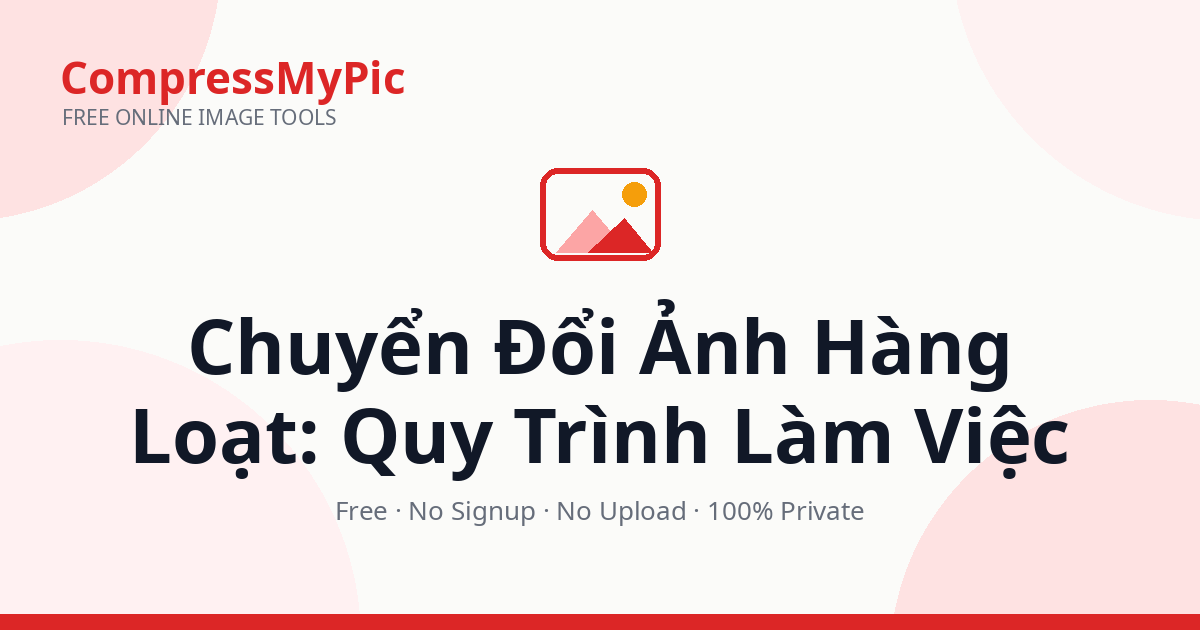 CompressMyPic
FREE ONLINE IMAGE TOOLS
Chuyển Đổi Ảnh Hàng
Loạt: Quy Trình Làm Việc
Free · No Signup · No Upload · 100% Private